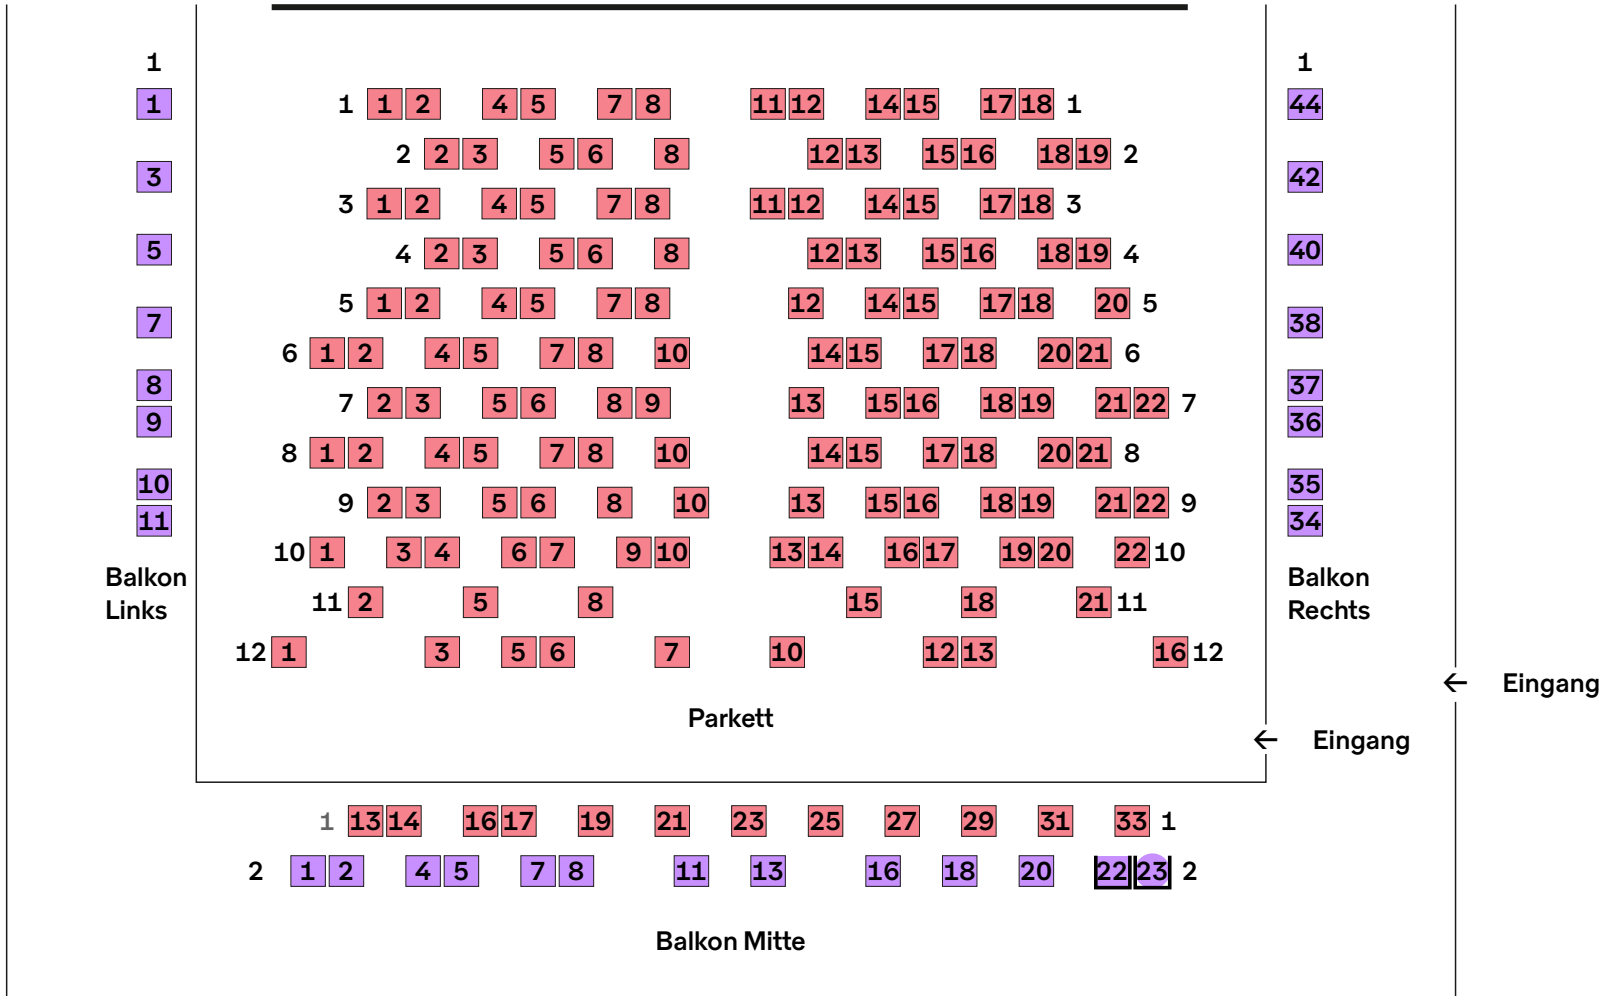 1 1
1 1 1 2 4 5 7 8 11 12 14 15 17 18 1 44
2 2 3 5 6 8 12 13 15 16 18 19 2
3 42
3 1 2 4 5 7 8 11 12 14 15 17 18 3
5 4 2 3 5 6 8 12 13 15 16 18 19 4 40
5 1 2 4 5 7 8 12 14 15 17 18 20 5
7 38
6 1 2 4 5 7 8 10 14 15 17 18 20 21 6
8 37
7 2 3 5 6 8 9 13 15 16 18 19 21 22 7
9 36
8 1 2 4 5 7 8 10 14 15 17 18 20 21 8
10 35
9 2 3 5 6 8 10 13 15 16 18 19 21 22 9
11 34
10 1 3 4 6 7 9 10 13 14 16 17 19 20 22 10
Balkon
Links
Balkon
Rechts
11 2 5 8 15 18 21 11
12 1 3 5 6 7 10 12 13 16 12
← Eingang
Parkett
← Eingang
1 13 14 16 17 19 21 23 25 27 29 31 33 1
2 1 2 4 5 7 8 11 13 16 18 20 22 23 2
Balkon Mitte